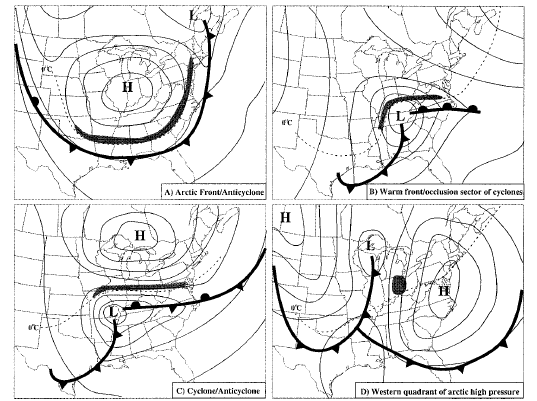 L
0°C
H
A) Arctic Front/Anticyclone
L
0°C
B) Warm front/occlusion sector of cyclones
H
L
0°C
C) Cyclone/Anticyclone
H
L
H
0°C
D) Western quadrant of arctic high pressure